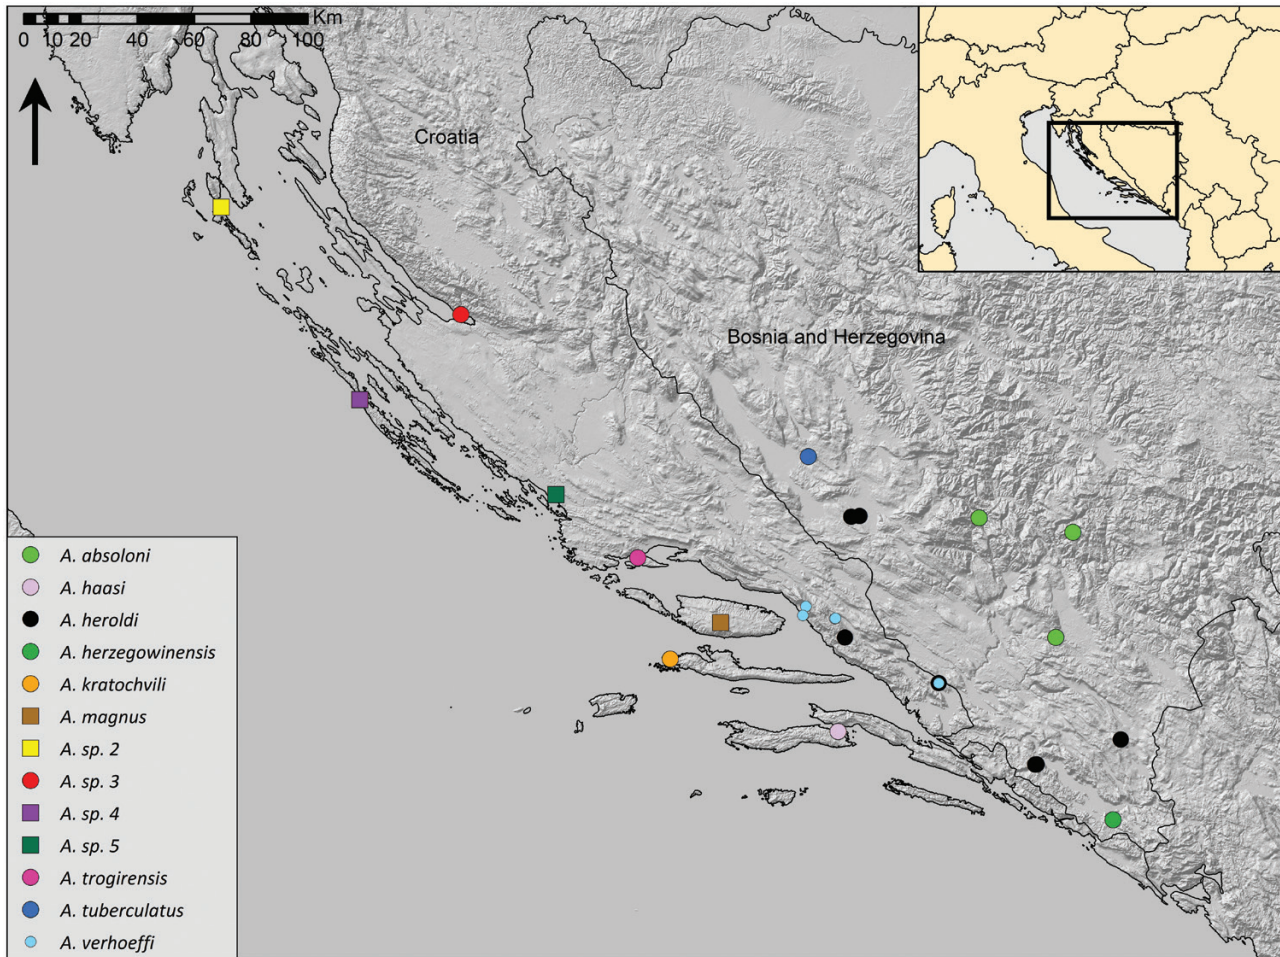 Km
0 10 20 40 60 80 100
Croatia
Bosnia and Herzegovina
A. absoloni
A. haasi
A. heroldi
A. herzegowinensis
A. kratochvili
A. magnus
A. sp. 2
A. sp. 3
A. sp. 4
A. sp. 5
A. trogirensis
A. tuberculatus
A. verhoeffi